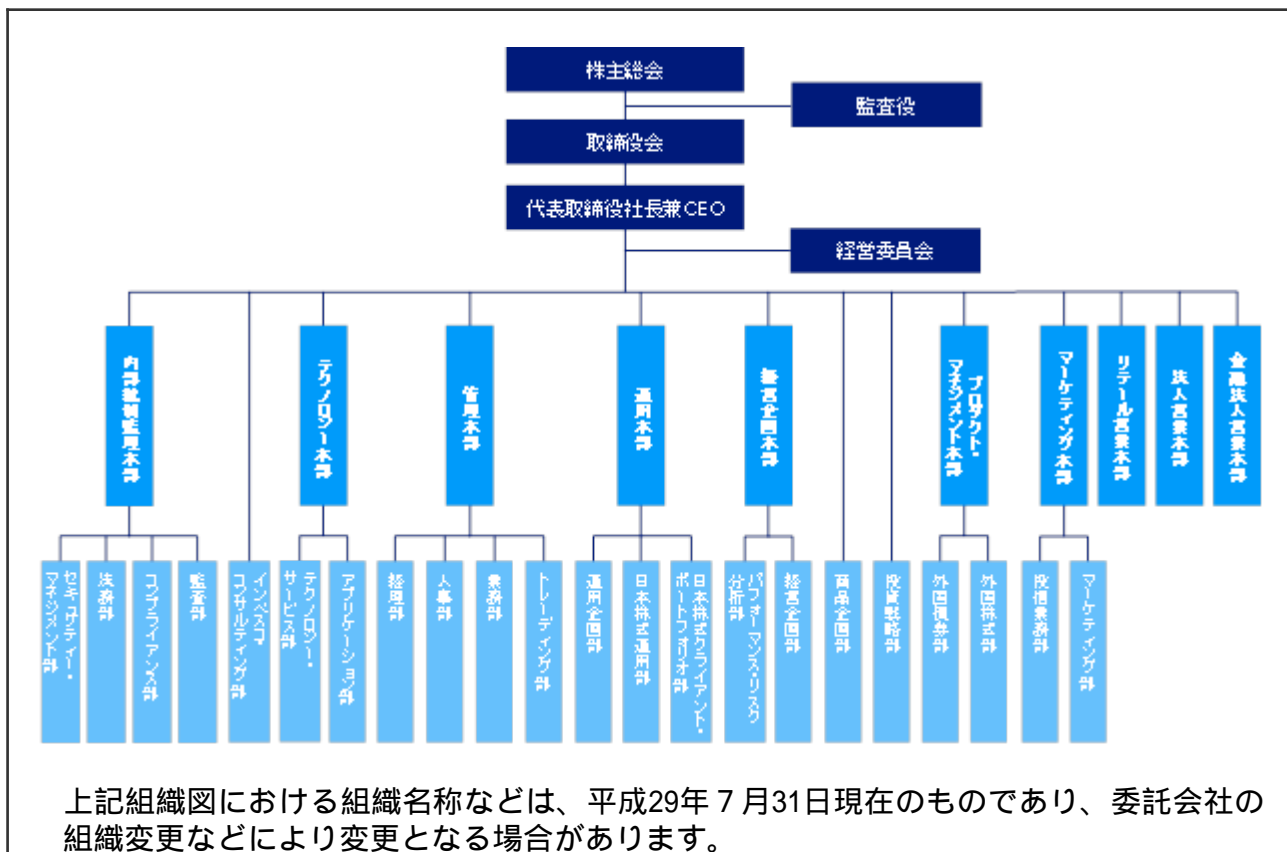 株主総会
監査役
取締役会
代表取締役社長兼CEO
経営委員会
内部統制監理本部
テクノロジー本部
管理本部
運用本部
経営企画本部
プロダクト・
マネジメント本部
マーケティング本部
リテール営業本部
法人営業本部
金融法人営業本部
セキュリティー・
マネジメント部
法務部
コンプライアンス部
監査部
インベスコ・
コンサルティング部
テクノロジー・
サービス部
アプリケーション部
経理部
人事部
業務部
トレーディング部
運用企画部
日本株式運用部
日本株式クライアント・
ポートフォリオ部
パフォーマンス・リスク
分析部
経営企画部
商品企画部
投資戦略部
外国債券部
外国株式部
投信業務部
マーケティング部
上記組織図における組織名称などは、平成29年７月31日現在のものであり、委託会社の
組織変更などにより変更となる場合があります。